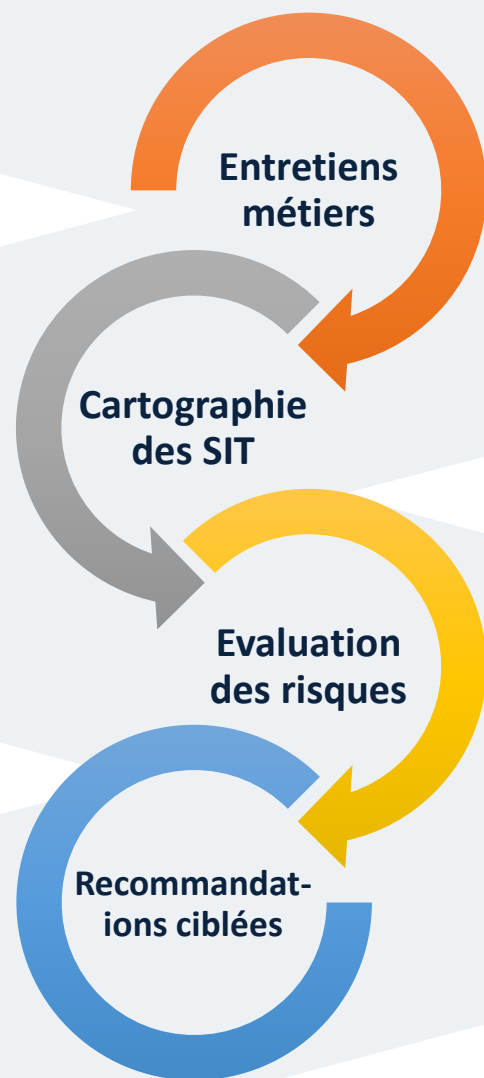 Entretiens
métiers
Cartographie
des SIT
Evaluation
des risques
Recommandat-
ions ciblées